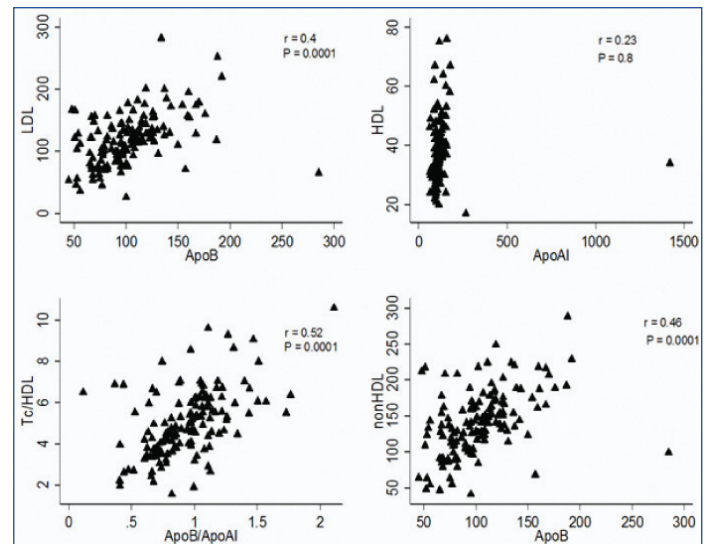 r = 0.4
P = 0.0001
LDL
300
200
100
0
50
100
150
200
250
300
ApoB
r = 0.23
P = 0.8
HDL
80
60
40
20
0
500
1000
1500
ApoAI
r = 0.52
P = 0.0001
Tc/HDL
10
8
6
4
2
0
.5
1
1.5
2
ApoB/ApoAI
r = 0.46
P = 0.0001
nonHDL
300
250
200
150
100
50
50
100
150
200
250
300
ApoB